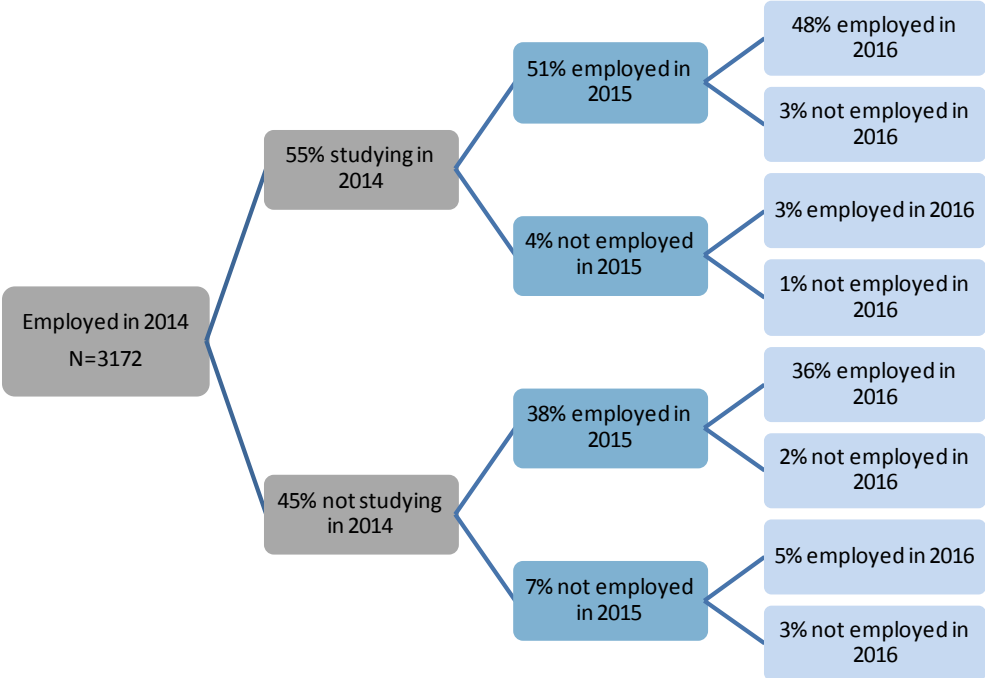 Employed in 2014
N=3172
55% studying in
2014
45% not studying
in 2014
51% employed in
2015
4% not employed
in 2015
38% employed in
2015
7% not employed
in 2015
48% employed in
2016
3% not employed in
2016
3% employed in 2016
1% not employed in
2016
36% employed in
2016
2% not employed in
2016
5% employed in 2016
3% not employed in
2016